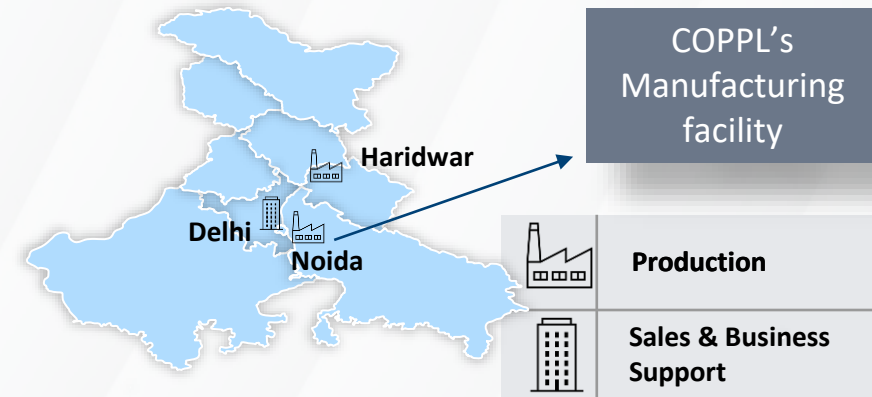 COPPL’s
Manufacturing
facility
Haridwar
Delhi
Noida
Production
Sales & Business
Support